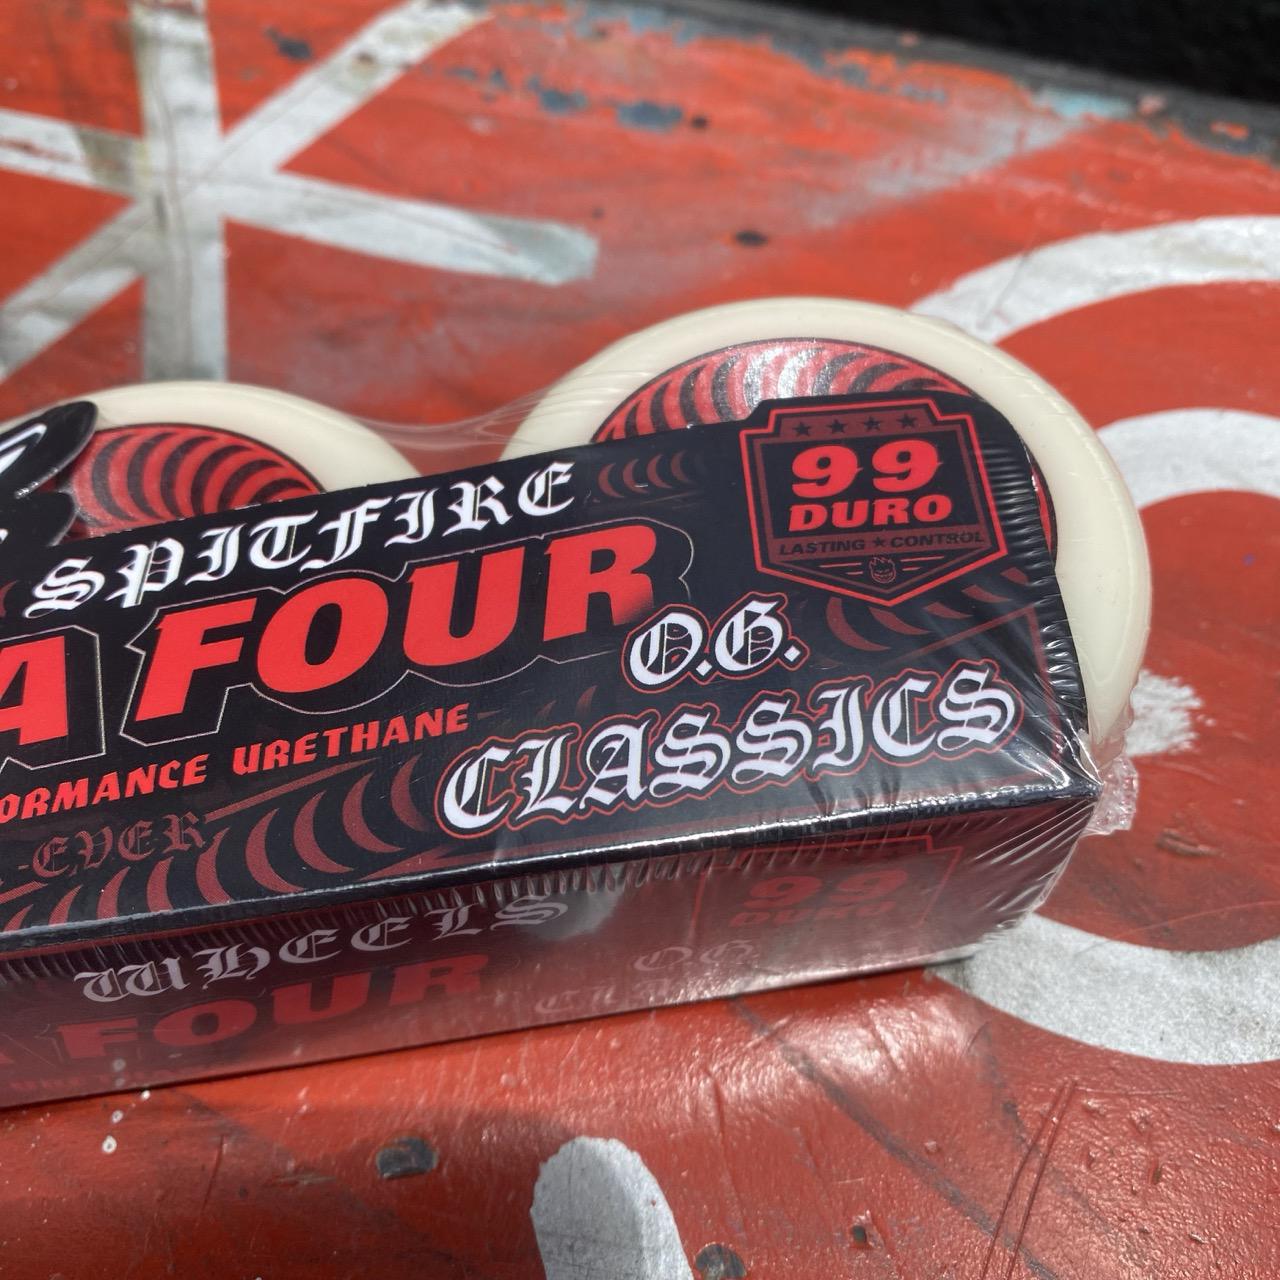 SPITFIRE
A FOUR
ORMANCE URETHANE
-EVER
99
DURO
LASTING ★ CONTROL
O.G.
CLASSICS
WHEELS
FOUR
99
DURO
O.G.